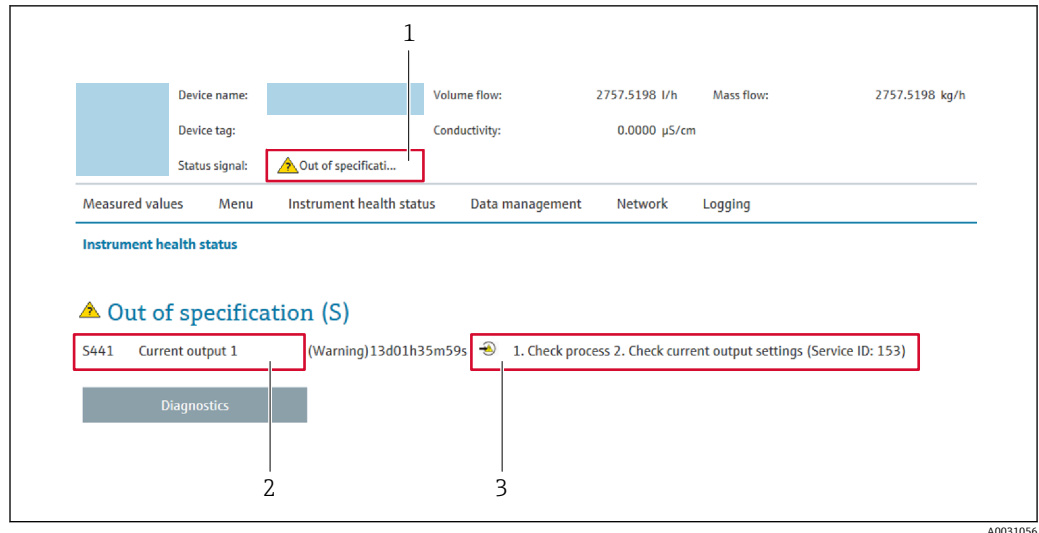 1
Device name: Volume flow: 2757.5198 l/h Mass flow: 2757.5198 kg/h
Device tag: Conductivity: 0.0000 µS/cm
Status signal: Out of specificati...
Measured values Menu Instrument health status Data management Network Logging
Instrument health status
Out of specification (S)
S441 Current output 1 (Warning)13d01h35m59s 1. Check process 2. Check current output settings (Service ID: 153)
Diagnostics
2 3
A0031056